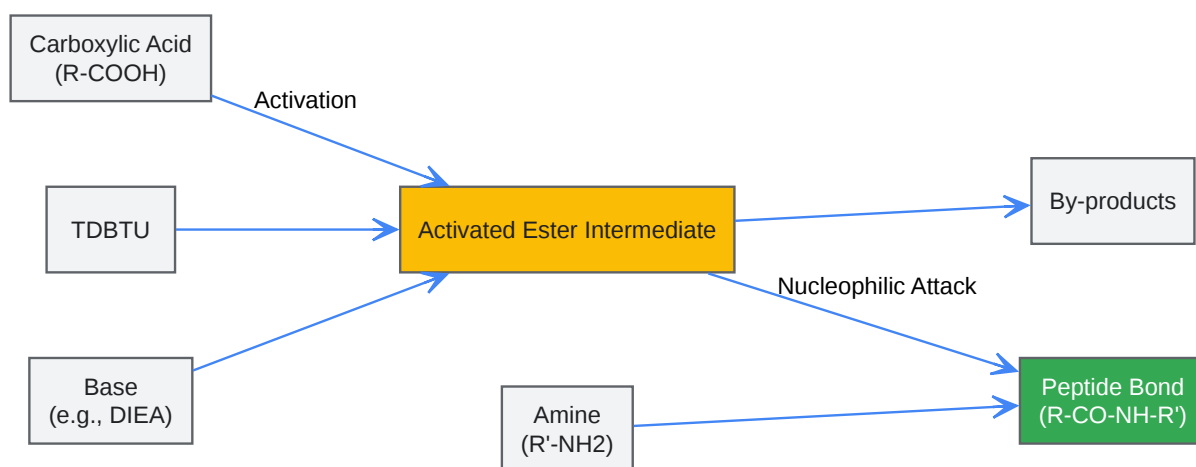 Carboxylic Acid
(R-COOH)
Activation
TDBTU
Activated Ester Intermediate
By-products
Nucleophilic Attack
Base
(e.g., DIEA)
Amine
(R'-NH2)
Peptide Bond
(R-CO-NH-R')